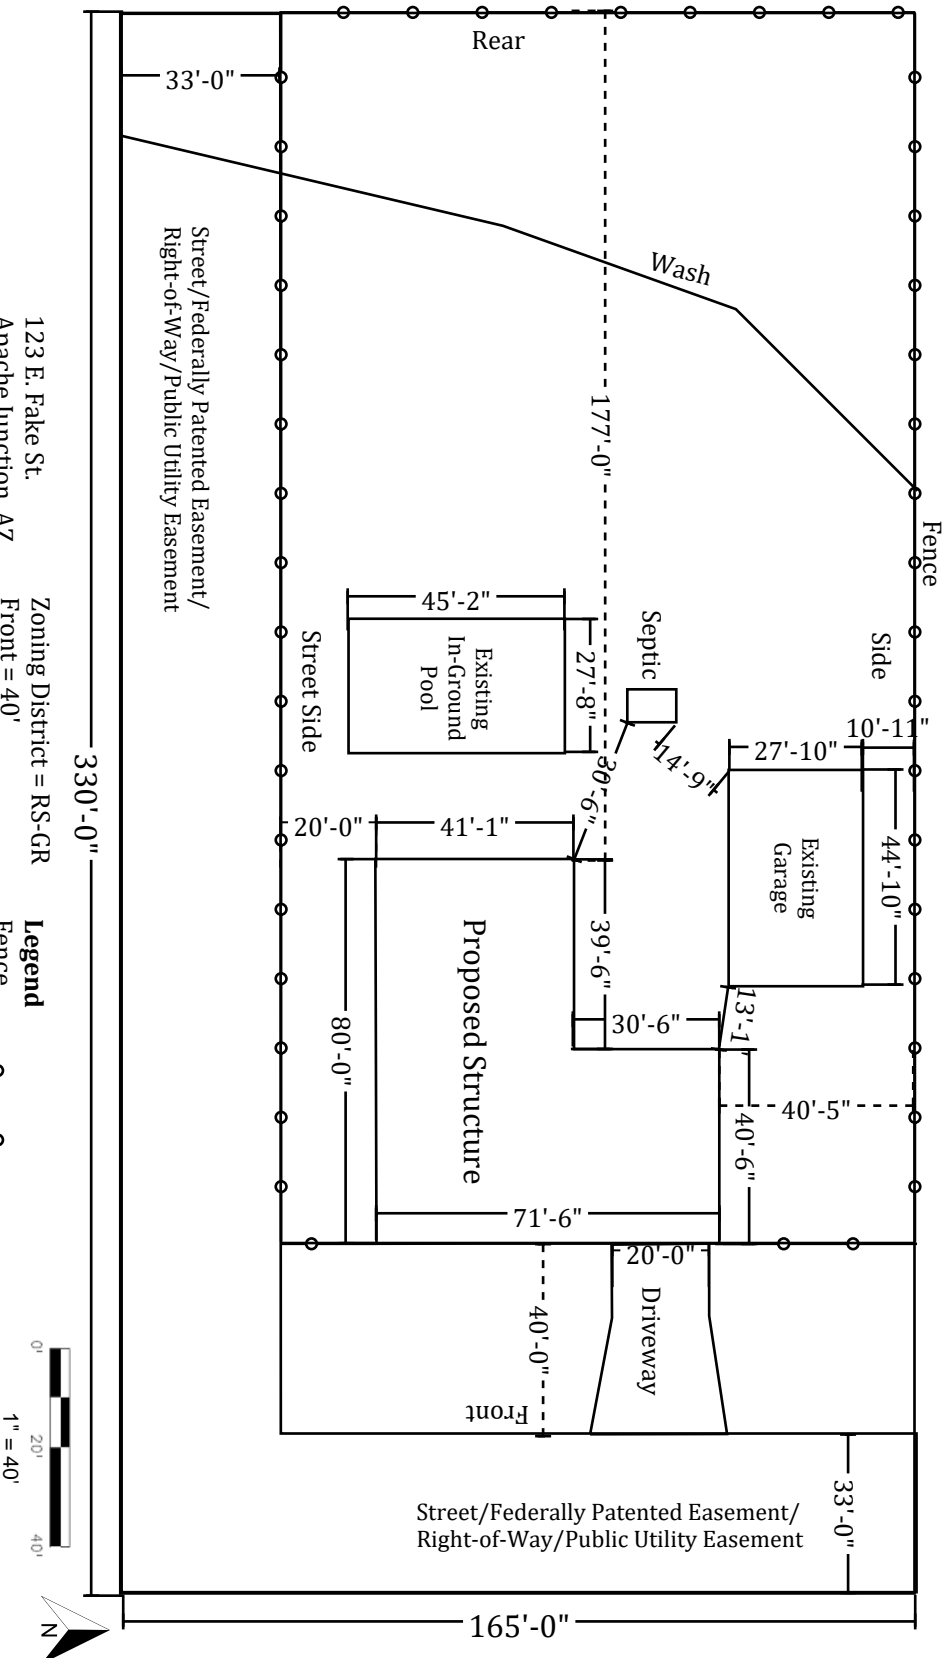 Rear
33'-0"
Wash
Street/Federally Patented Easement/
Right-of-Way/Public Utility Easement
177'-0"
Fence
Side
Septic
45'-2"
27'-8"
Existing
In-Ground
Pool
Street Side
10'-11"
27'-10"
14'-9"
30'-6"
44'-10"
Existing
Garage
20'-0"
41'-1"
39'-6"
Proposed Structure
80'-0"
30'-6"
13'-1"
40'-5"
40'-6"
71'-6"
20'-0"
Driveway
40'-0"
Front
33'-0"
Street/Federally Patented Easement/
Right-of-Way/Public Utility Easement
330'-0"
165'-0"
123 E. Fake St.
Apache Junction, AZ
Zoning District = RS-GR
Front = 40'
Legend
Fence
0'
20'
40'
1" = 40'
N